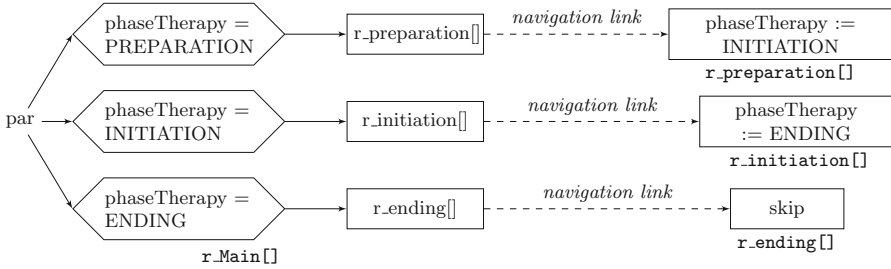 phaseTherapy =
PREPARATION
r_preparation[]
navigation link
phaseTherapy :=
INITIATION
r_preparation[]
par
phaseTherapy =
INITIATION
r_initiation[]
navigation link
phaseTherapy
:= ENDING
r_initiation[]
phaseTherapy =
ENDING
r_ending[]
navigation link
skip
r_ending[]
r_Main[]